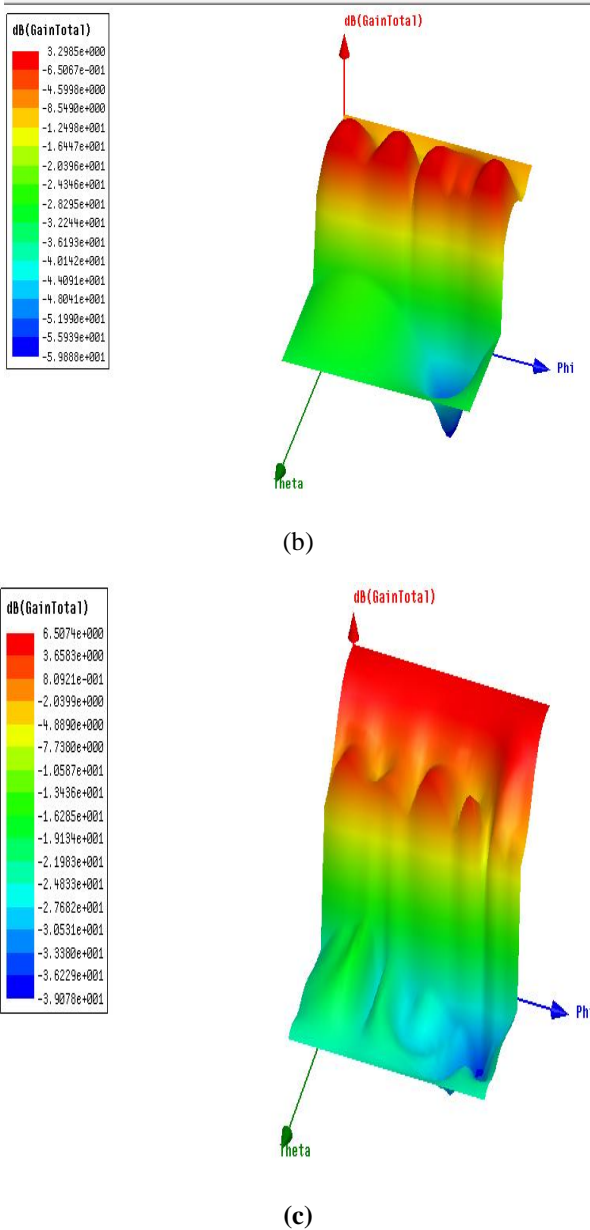 dB(GainTotal)
dB(GainTotal)
3.2985e+000
-6.5067e-001
-4.5998e+000
-8.5490e+000
-1.2498e+001
-1.6447e+001
-2.0396e+001
-2.4346e+001
-2.8295e+001
-3.2244e+001
-3.6193e+001
-4.0142e+001
-4.4091e+001
-4.8041e+001
-5.1990e+001
-5.5939e+001
-5.9888e+001
Phi
Theta
(b)
dB(GainTotal)
dB(GainTotal)
6.5074e+000
3.6583e+000
8.0921e-001
-2.0399e+000
-4.8890e+000
-7.7380e+000
-1.0587e+001
-1.3436e+001
-1.6285e+001
-1.9134e+001
-2.1983e+001
-2.4833e+001
-2.7682e+001
-3.0531e+001
-3.3380e+001
-3.6229e+001
-3.9078e+001
Phi
Theta
(c)